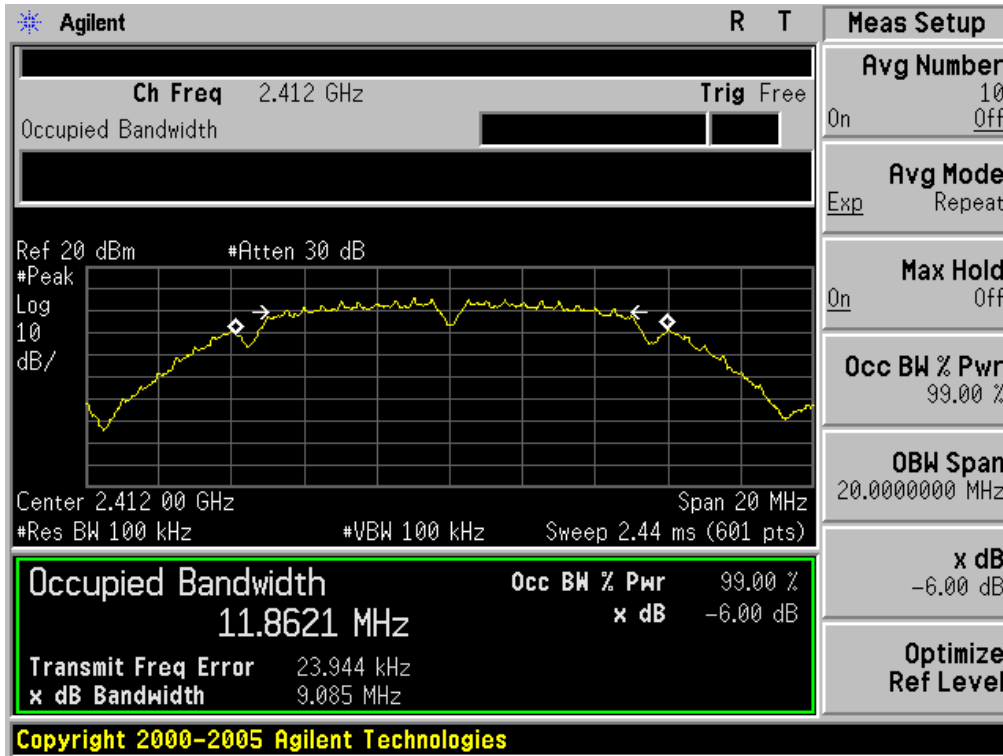 Agilent R T
Ch Freq 2.412 GHz Trig Free
Occupied Bandwidth
Ref 20 dBm #Atten 30 dB
#Peak
Log
10
dB/
Center 2.412 00 GHz Span 20 MHz
#Res BW 100 kHz #VBW 100 kHz Sweep 2.44 ms (601 pts)
Occupied Bandwidth Occ BW % Pwr 99.00 %
11.8621 MHz x dB -6.00 dB
Transmit Freq Error 23.944 kHz
x dB Bandwidth 9.085 MHz
Copyright 2000-2005 Agilent Technologies
Meas Setup
Avg Number
10
On Off
Avg Mode
Exp Repeat
Max Hold
On Off
Occ BW % Pwr
99.00 %
OBW Span
20.0000000 MHz
x dB
-6.00 dB
Optimize
Ref Level